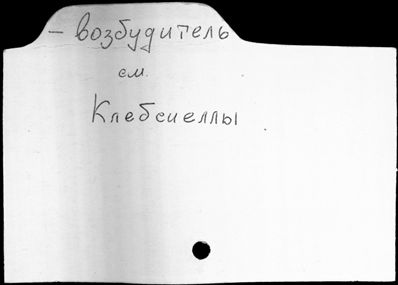 – возбудитель
см.
Клебсиеллы